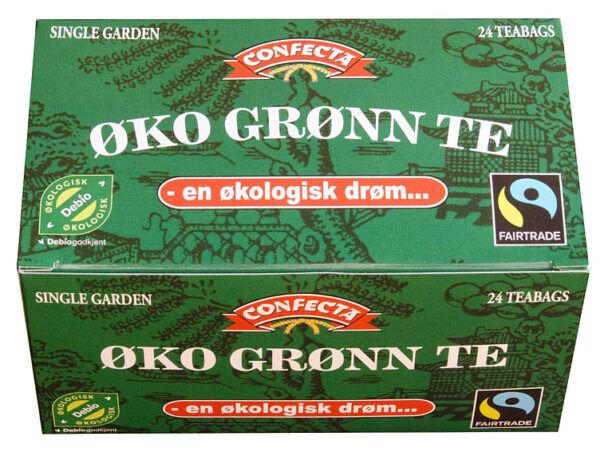 SINGLE GARDEN
24 TEABAGS
CONFECTA
ØKO GRØNN TE
- en økologisk drøm...
ØKOLOGISK
Debio
ØKOLOGISK
Debiogodkjent
FAIRTRADE
SINGLE GARDEN
24 TEABAGS
CONFECTA
ØKO GRØNN TE
- en økologisk drøm...
ØKOLOGISK
Debio
ØKOLOGISK
Debiogodkjent
FAIRTRADE